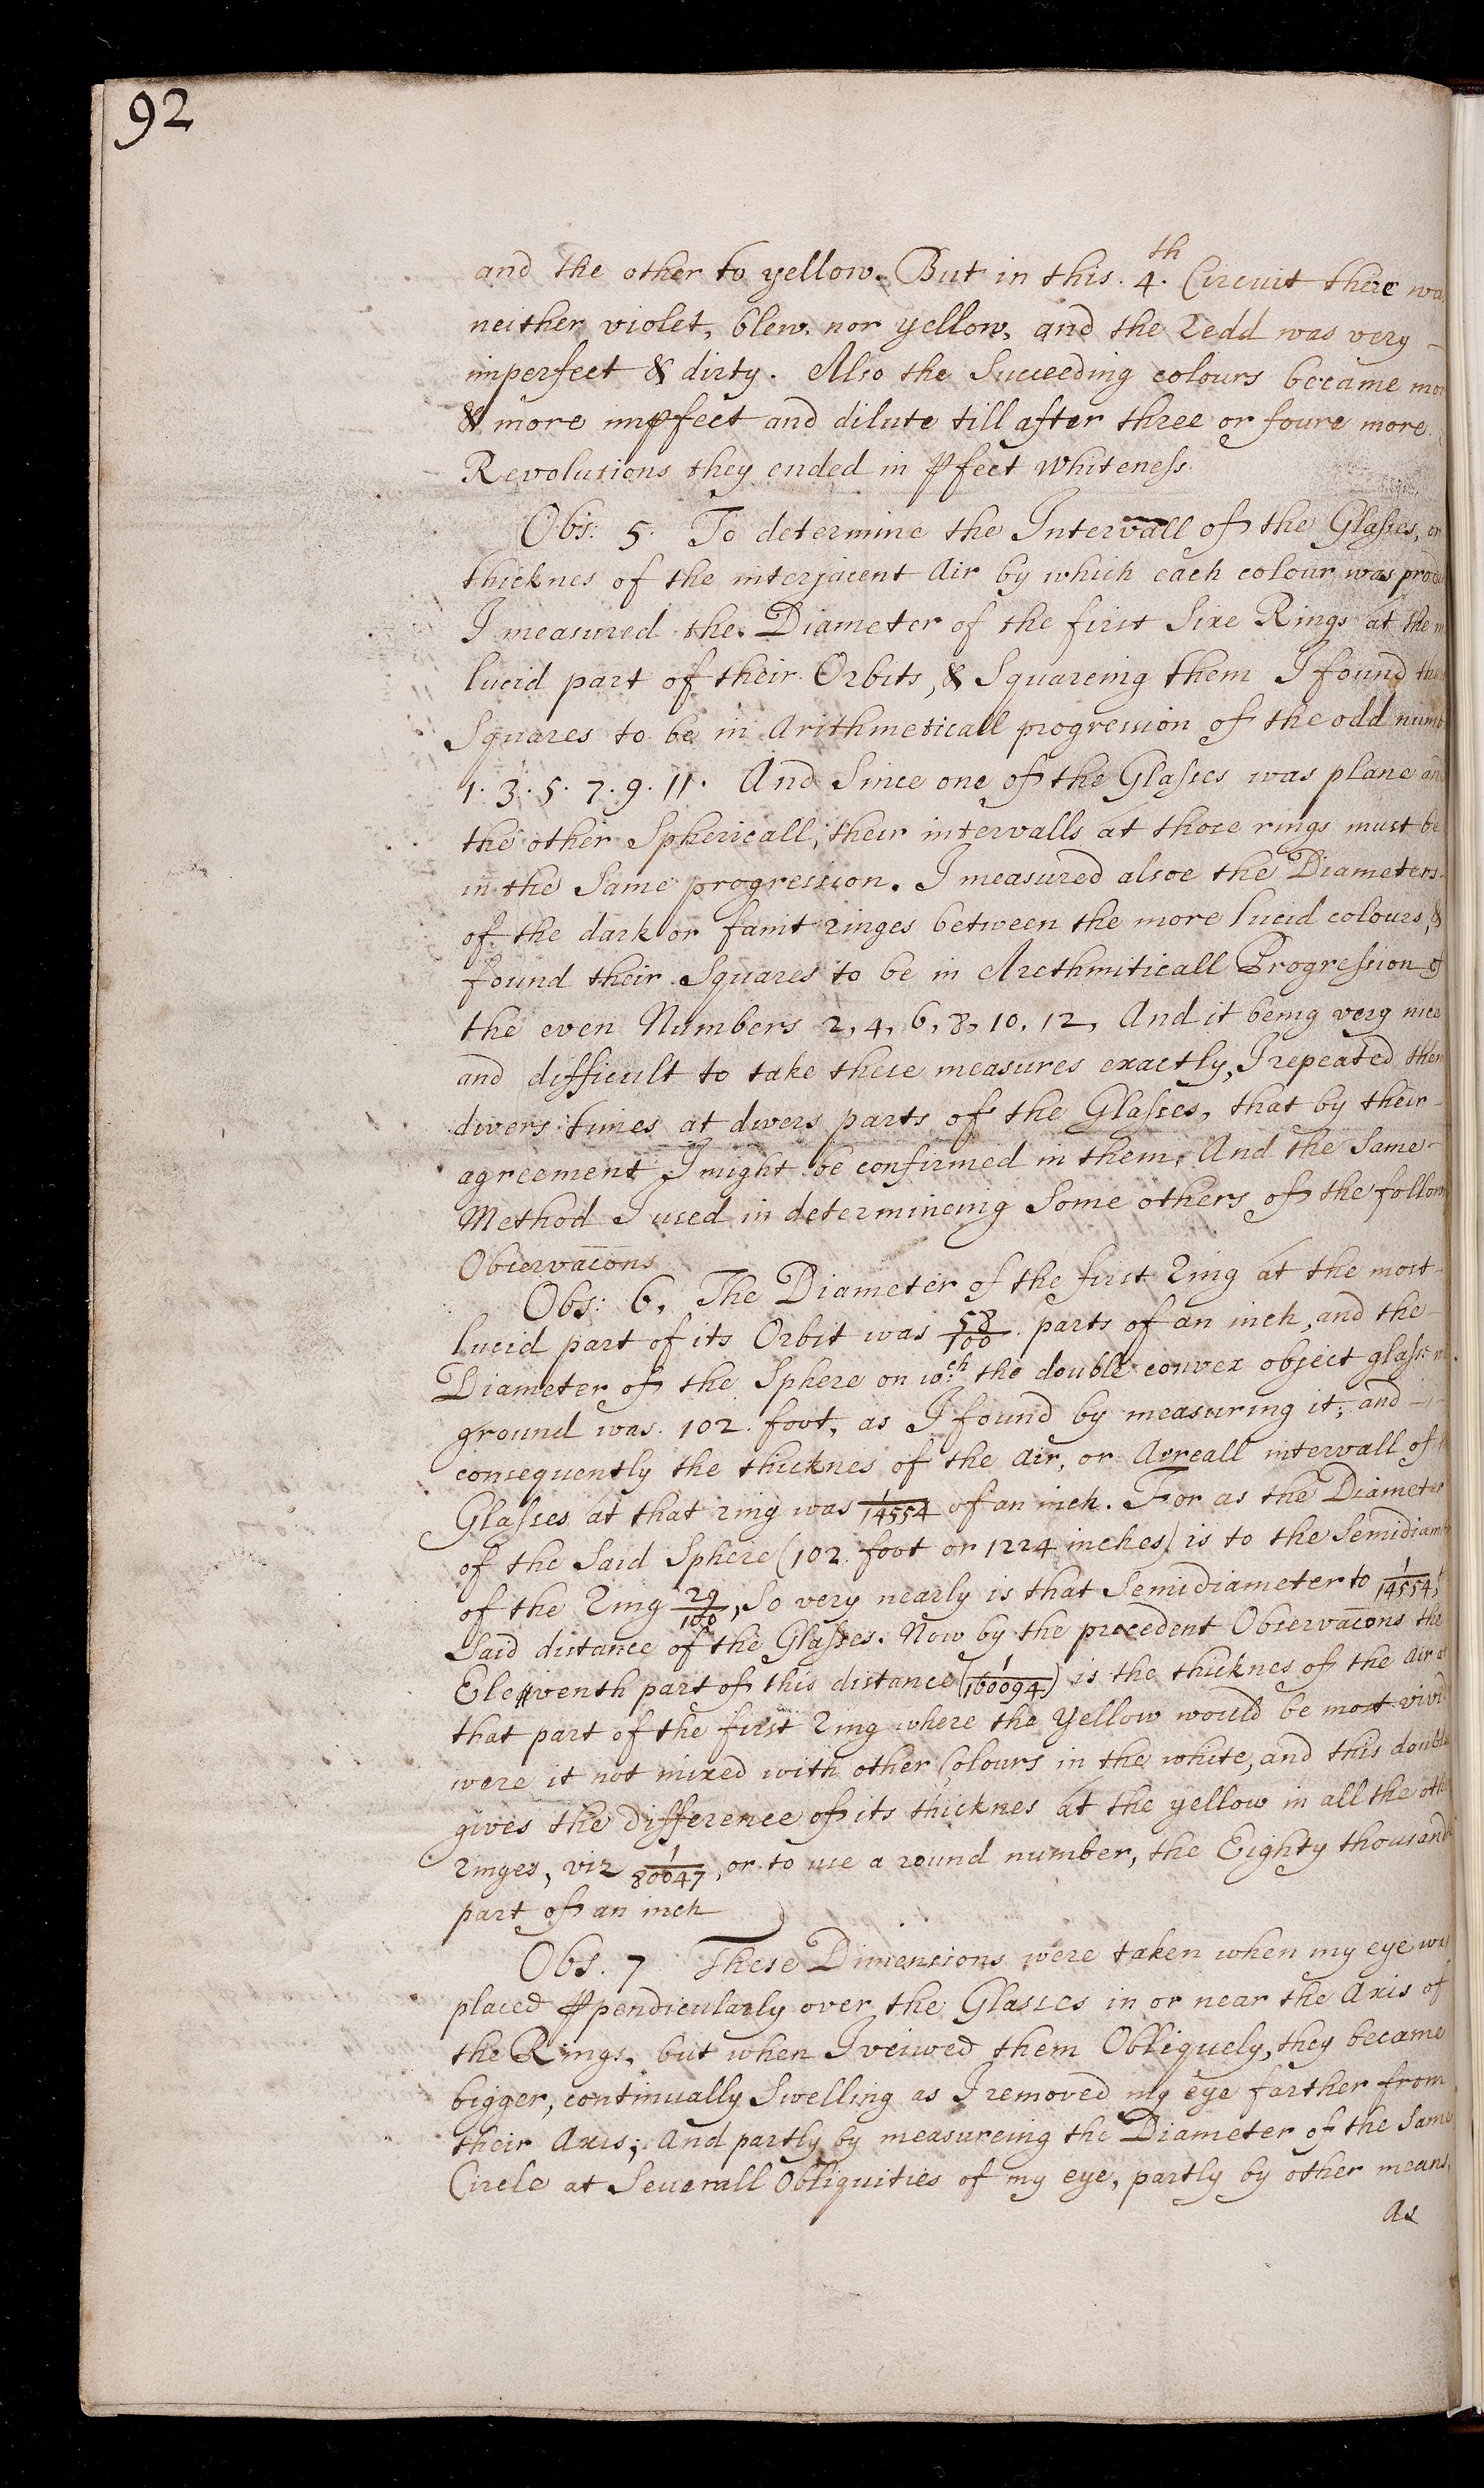 92
and the other to yellow. But in this. 4.th Circuit there wa
neither violet, blew, nor yellow, and the redd was very
imperfect & dirty. Also the Succeeding colours became mor
& more imꝑfect and dilute till after three or foure more
Revolutions they ended in ꝑfect whiteneſs.
Obs: 5. To determine the Intervall of the Glaſses, or
thicknes of the interjacent Air by which each colour was produ
I measured the Diameter of the first Sixe Rings at the m
lucid part of their Orbits, & Squareing them I found the
Squares to be in Arithmeticall progression of the odd numb
1. 3. 5. 7. 9. 11. And Since one of the Glaſses was plane and
the other Sphericall, their intervalls at those rings must be
in the Same progression. I measured alsoe the Diameters
of the dark or faint ringes between the more lucid colours, &
found their Squares to be in Arethmiticall Progreſsion of
the even Numbers 2, 4, 6, 8, 10, 12, And it being very nice
and difficult to take these measures exactly, I repeated them
divers times at divers parts of the Glaſses, that by their
agreement I might be confirmed in them, And the Same
Method I used in determineing Some others of the follow
Observac̄ons
Obs: 6, The Diameter of the first Ring at the most
lucid part of its Orbit was 58/100 parts of an inch, and the
Diameter of the Sphere on w:ch the double convex object glaſs
ground was. 102. foot, as I found by measuring it, and
consequently the thicknes of the air, or Aereall intervall of
Glaſses at that ring was 1/14554 of an inch. For as the Diameter
of the Said Sphere (102. foot or 1224 inches) is to the Semidiam
of the Ring 29/100, So very nearly is that Semidiameter to 1/14554,
Said distance of the Glaſses. Now by the precedent Observac̄ons the
Eleventh part of this distance (1/160094) is the thicknes of the air at
that part of the first Ring where the Yellow would be most vivi
were it not mixed with other Colours in the white, and this double
gives the difference of its thicknes at the yellow in all the oth
ringes, viz 1/80047, or to use a round number, the Eighty thousand
part of an inch
Obs. 7 These Dimensions were taken when my eye wa
placed ꝑpendicularly over the Glasses in or near the Axis of
the Rings, but when I veiwed them Obliquely, they became
bigger, continually Swelling as I removed my eye farther from
their Axis; And partly by measureing the Diameter of the Same
Circle at Severall Obliquities of my eye, partly by other means,
As